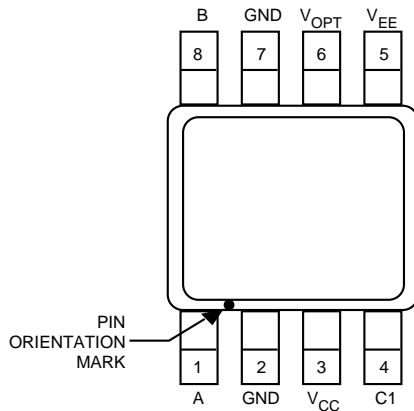 B GND V_OPT V_EE
8 7 6 5
PIN
ORIENTATION
MARK
1 2 3 4
A GND V_CC C1